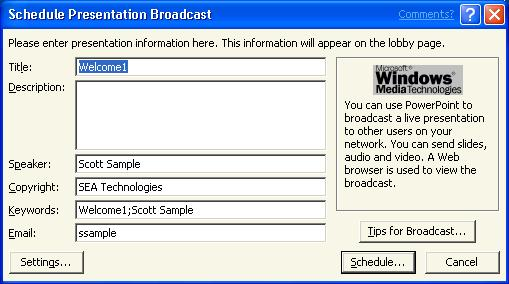 Schedule Presentation Broadcast
Comments?
Please enter presentation information here. This information will appear on the lobby page.
Title:
Welcome1
Description:
Speaker:
Scott Sample
Copyright:
SEA Technologies
Keywords:
Welcome1;Scott Sample
Email:
ssample
Microsoft®
Windows®
Media Technologies
You can use PowerPoint to
broadcast a live presentation
to other users on your
network. You can send slides,
audio and video. A Web
browser is used to view the
broadcast.
Tips for Broadcast...
Settings...
Schedule...
Cancel